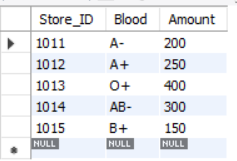 Store_ID Blood Amount
1011 A- 200
1012 A+ 250
1013 O+ 400
1014 AB- 300
1015 B+ 150
NULL NULL NULL